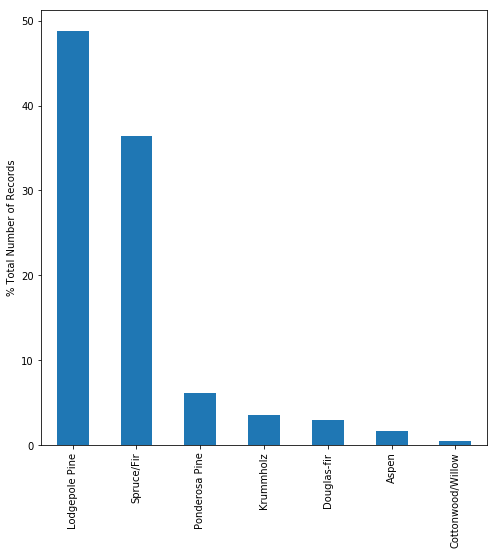 50
40
30
20
10
0
% Total Number of Records
Lodgepole Pine
Spruce/Fir
Ponderosa Pine
Krummholz
Douglas-fir
Aspen
Cottonwood/Willow